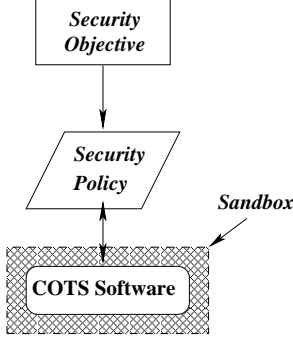 Security
Objective
Security
Policy
Sandbox
COTS Software